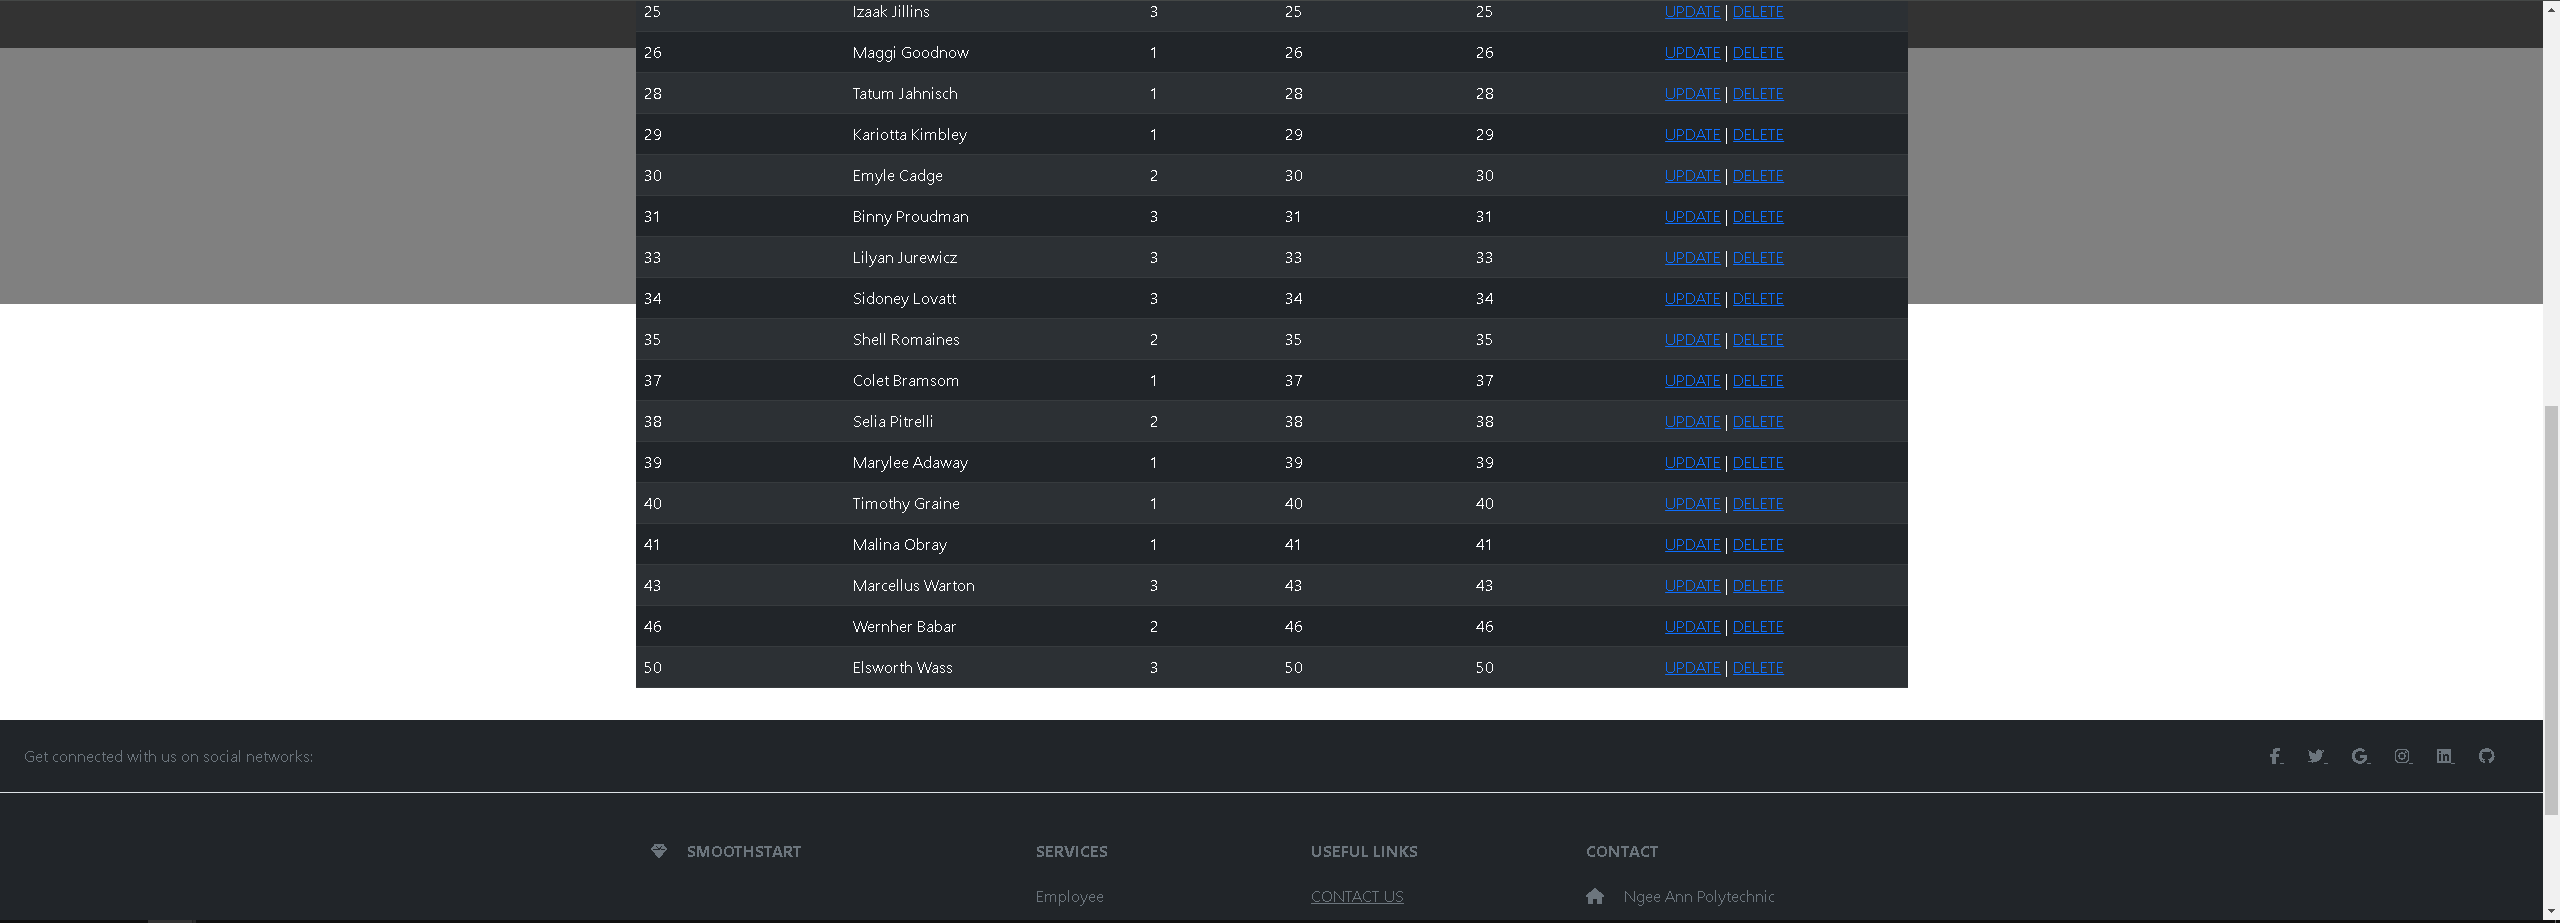 25 Izaak Jillins 3 25 25 UPDATE | DELETE
26 Maggi Goodnow 1 26 26 UPDATE | DELETE
28 Tatum Jahnisch 1 28 28 UPDATE | DELETE
29 Kariotta Kimbley 1 29 29 UPDATE | DELETE
30 Emyle Cadge 2 30 30 UPDATE | DELETE
31 Binny Proudman 3 31 31 UPDATE | DELETE
33 Lilyan Jurewicz 3 33 33 UPDATE | DELETE
34 Sidoney Lovatt 3 34 34 UPDATE | DELETE
35 Shell Romaines 2 35 35 UPDATE | DELETE
37 Colet Bramsom 1 37 37 UPDATE | DELETE
38 Selia Pitrelli 2 38 38 UPDATE | DELETE
39 Marylee Adaway 1 39 39 UPDATE | DELETE
40 Timothy Graine 1 40 40 UPDATE | DELETE
41 Malina Obray 1 41 41 UPDATE | DELETE
43 Marcellus Warton 3 43 43 UPDATE | DELETE
46 Wernher Babar 2 46 46 UPDATE | DELETE
50 Elsworth Wass 3 50 50 UPDATE | DELETE
Get connected with us on social networks:
SMOOTHSTART SERVICES USEFUL LINKS CONTACT
Employee CONTACT US Ngee Ann Polytechnic